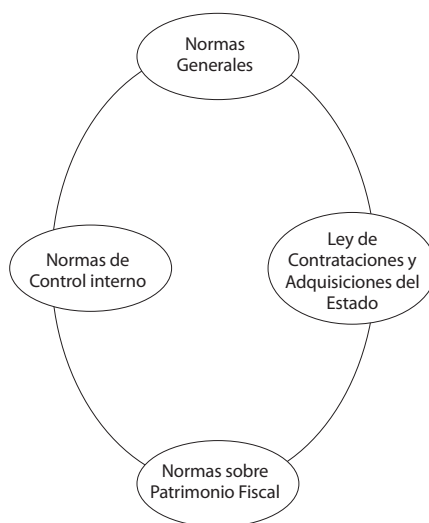 Normas
Generales
Normas de
Control interno
Ley de
Contrataciones y
Adquisiciones del
Estado
Normas sobre
Patrimonio Fiscal